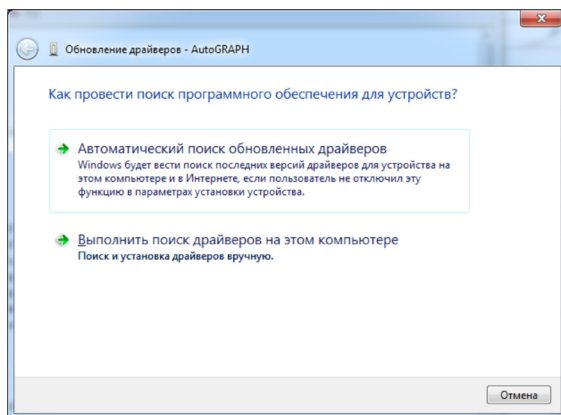 Обновление драйверов - AutoGRAPH
Как провести поиск программного обеспечения для устройств?
Автоматический поиск обновленных драйверов
Windows будет вести поиск последних версий драйверов для устройства на
этом компьютере и в Интернете, если пользователь не отключил эту
функцию в параметрах установки устройства.
Выполнить поиск драйверов на этом компьютере
Поиск и установка драйверов вручную.
Отмена